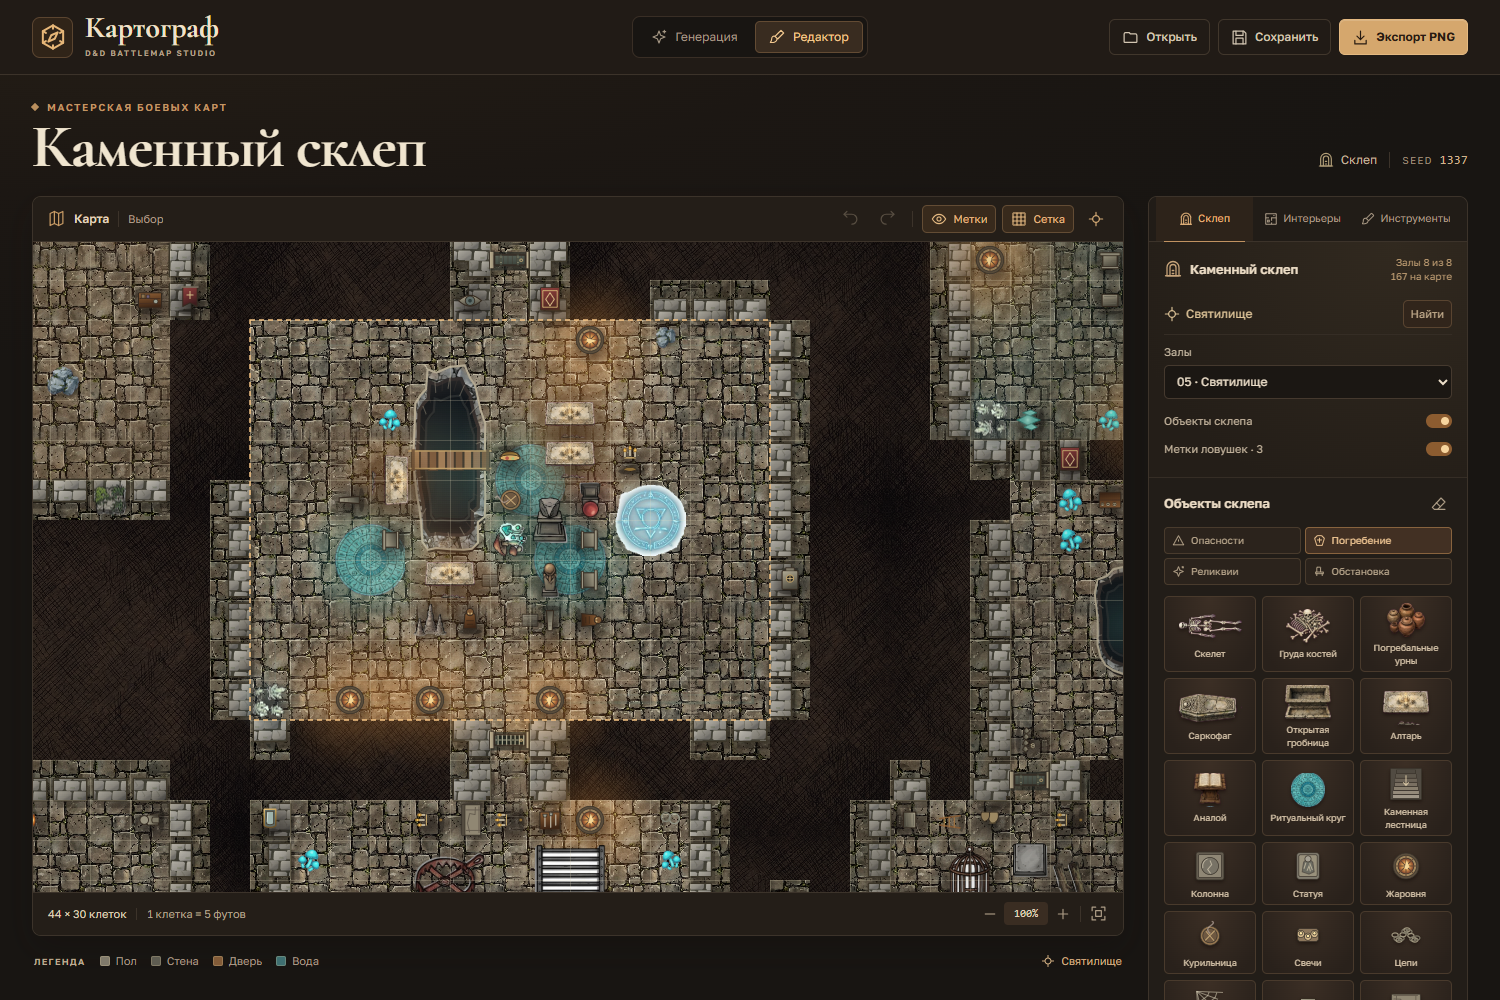 Картограф
D&D BATTLEMAP STUDIO
Генерация
Редактор
Открыть
Сохранить
Экспорт PNG
МАСТЕРСКАЯ БОЕВЫХ КАРТ
Каменный склеп
Склеп
SEED 1337
Карта
Выбор
Метки
Сетка
Склеп
Интерьеры
Инструменты
Каменный склеп
Залы 8 из 8
167 на карте
Святилище
Найти
Залы
05 · Святилище
Объекты склепа
Метки ловушек · 3
Объекты склепа
Опасности
Погребение
Реликвии
Обстановка
Скелет
Груда костей
Погребальные
урны
Саркофаг
Открытая
гробница
Алтарь
Аналой
Ритуальный круг
Каменная
лестница
Колонна
Статуя
Жаровня
Курильница
Свечи
Цепи
44 × 30 клеток
1 клетка = 5 футов
100%
ЛЕГЕНДА
Пол
Стена
Дверь
Вода
Святилище